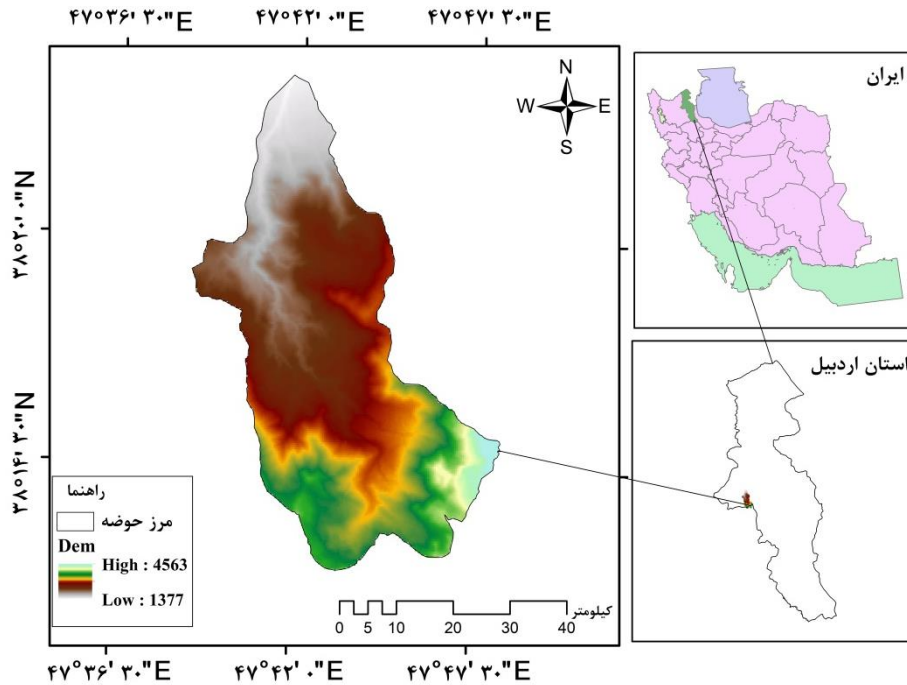 ۴۷°۳۶' ۳۰"E ۴۷°۴۲' ۰"E ۴۷°۴۷' ۳۰"E
N
W E
S
۳۸°۲۰' ۰"N
۳۸°۱۴' ۳۰"N
ایران
استان اردبیل
راهنما
مرز حوضه
Dem
High : 4563
Low : 1377
کیلومتر
0 5 10 20 30 40
۴۷°۳۶' ۳۰"E ۴۷°۴۲' ۰"E ۴۷°۴۷' ۳۰"E